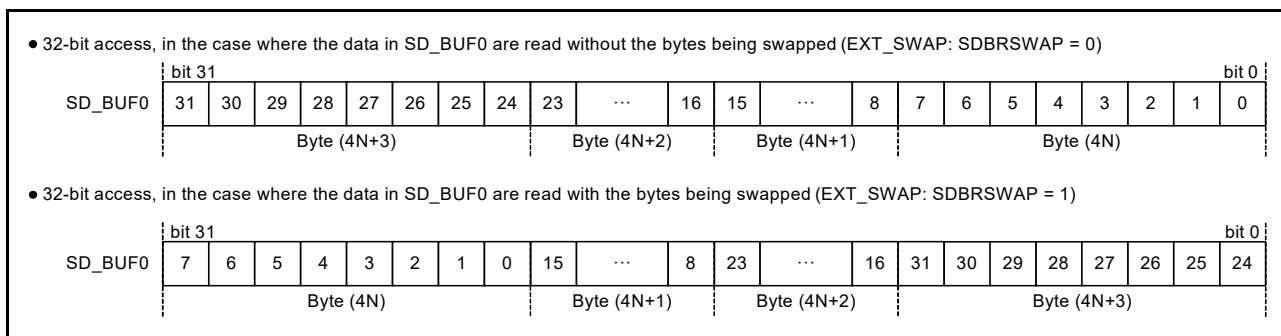 ● 32-bit access, in the case where the data in SD_BUF0 are read without the bytes being swapped (EXT_SWAP: SDBRSWAP = 0)
bit 31 bit 0
SD_BUF0 31 30 29 28 27 26 25 24 23 ··· 16 15 ··· 8 7 6 5 4 3 2 1 0
Byte (4N+3) Byte (4N+2) Byte (4N+1) Byte (4N)
● 32-bit access, in the case where the data in SD_BUF0 are read with the bytes being swapped (EXT_SWAP: SDBRSWAP = 1)
bit 31 bit 0
SD_BUF0 7 6 5 4 3 2 1 0 15 ··· 8 23 ··· 16 31 30 29 28 27 26 25 24
Byte (4N) Byte (4N+1) Byte (4N+2) Byte (4N+3)